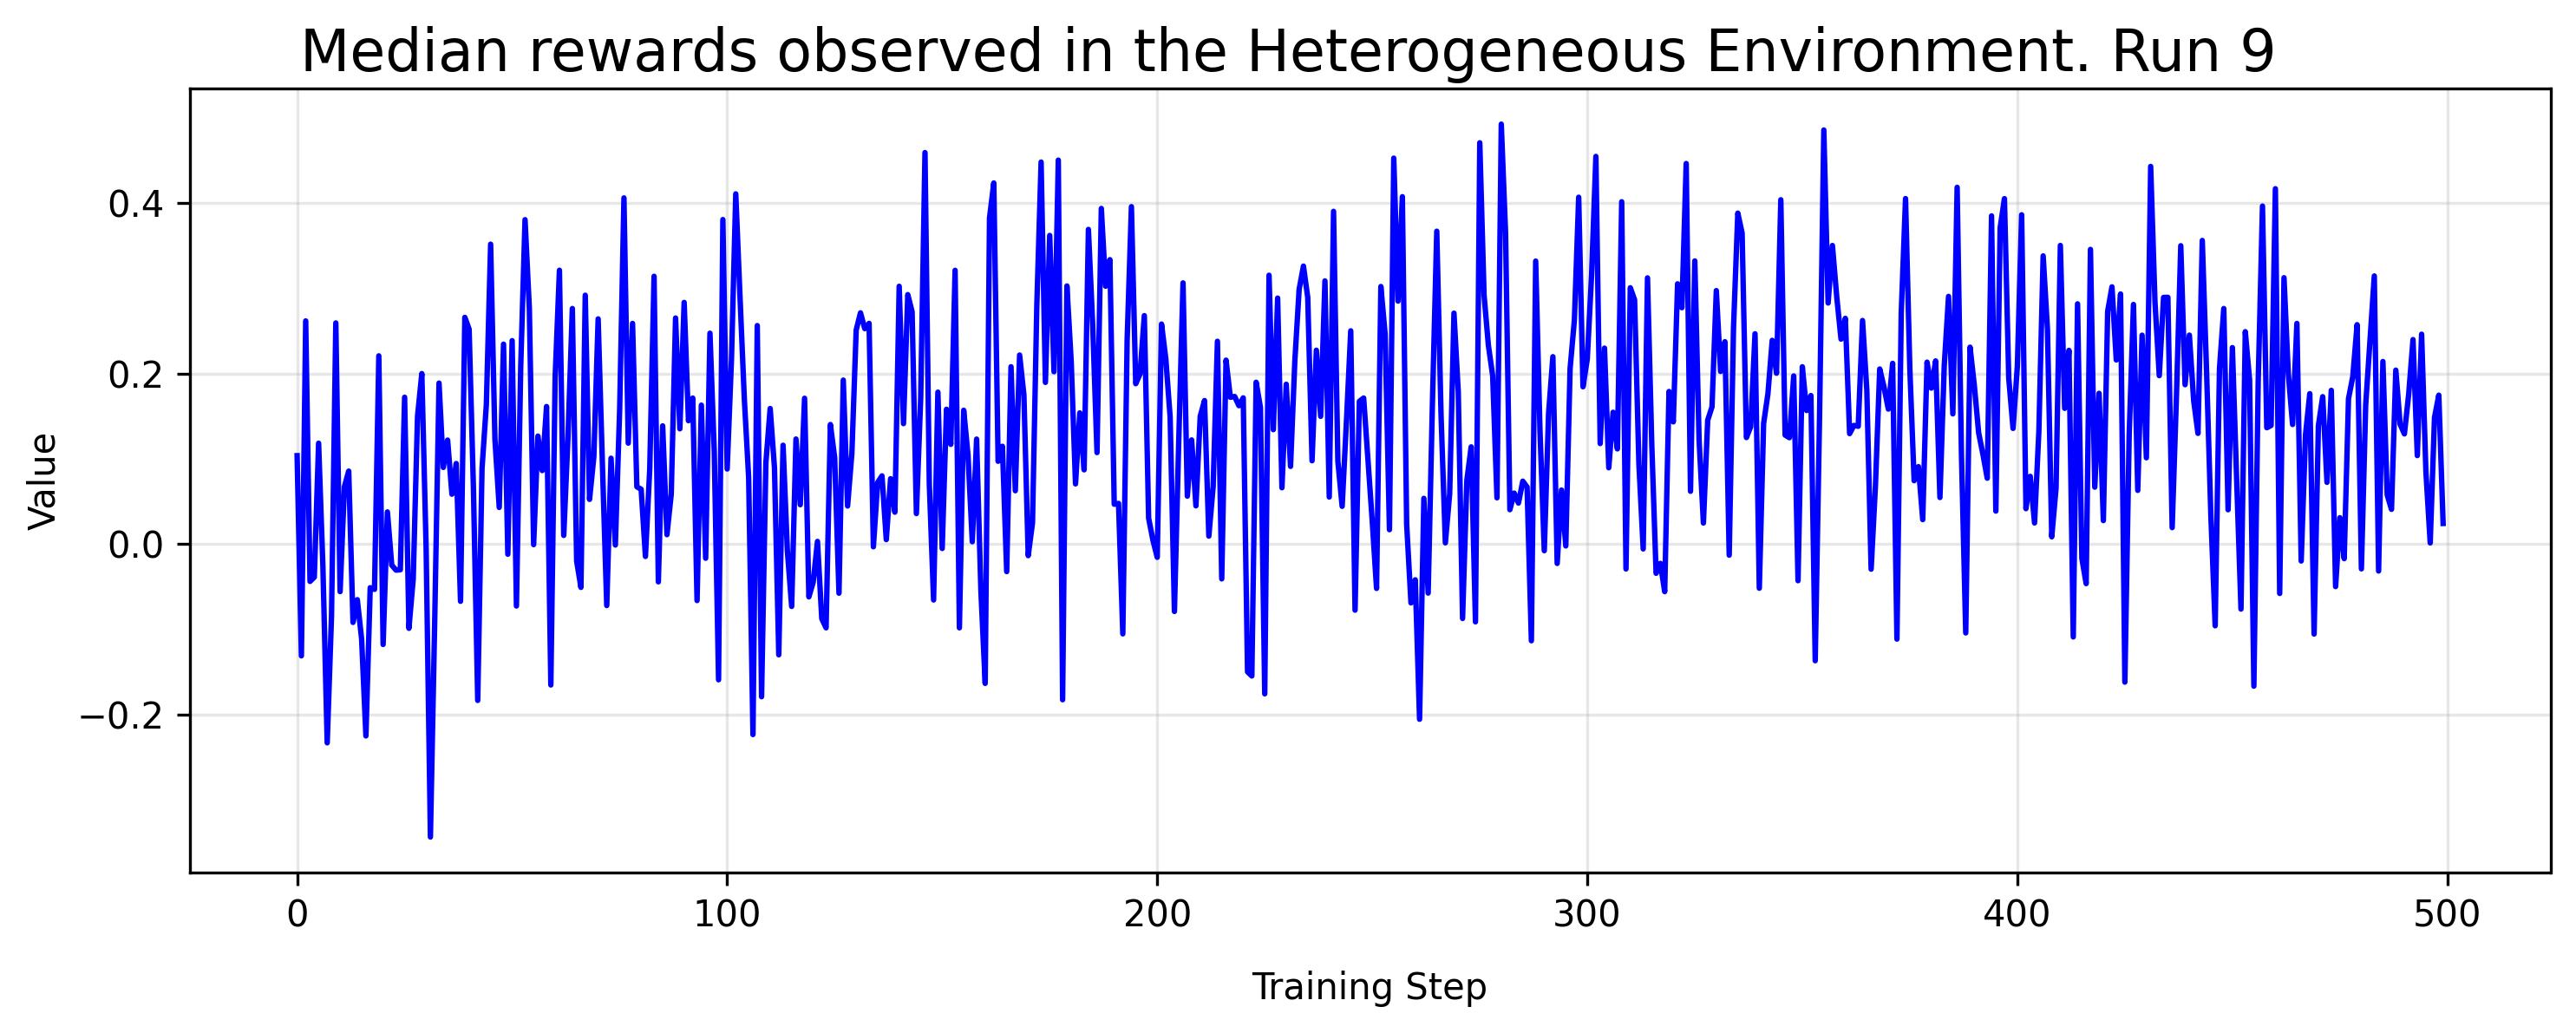 Median rewards observed in the Heterogeneous Environment. Run 9
Value
0.4
0.2
0.0
−0.2
0 100 200 300 400 500
Training Step